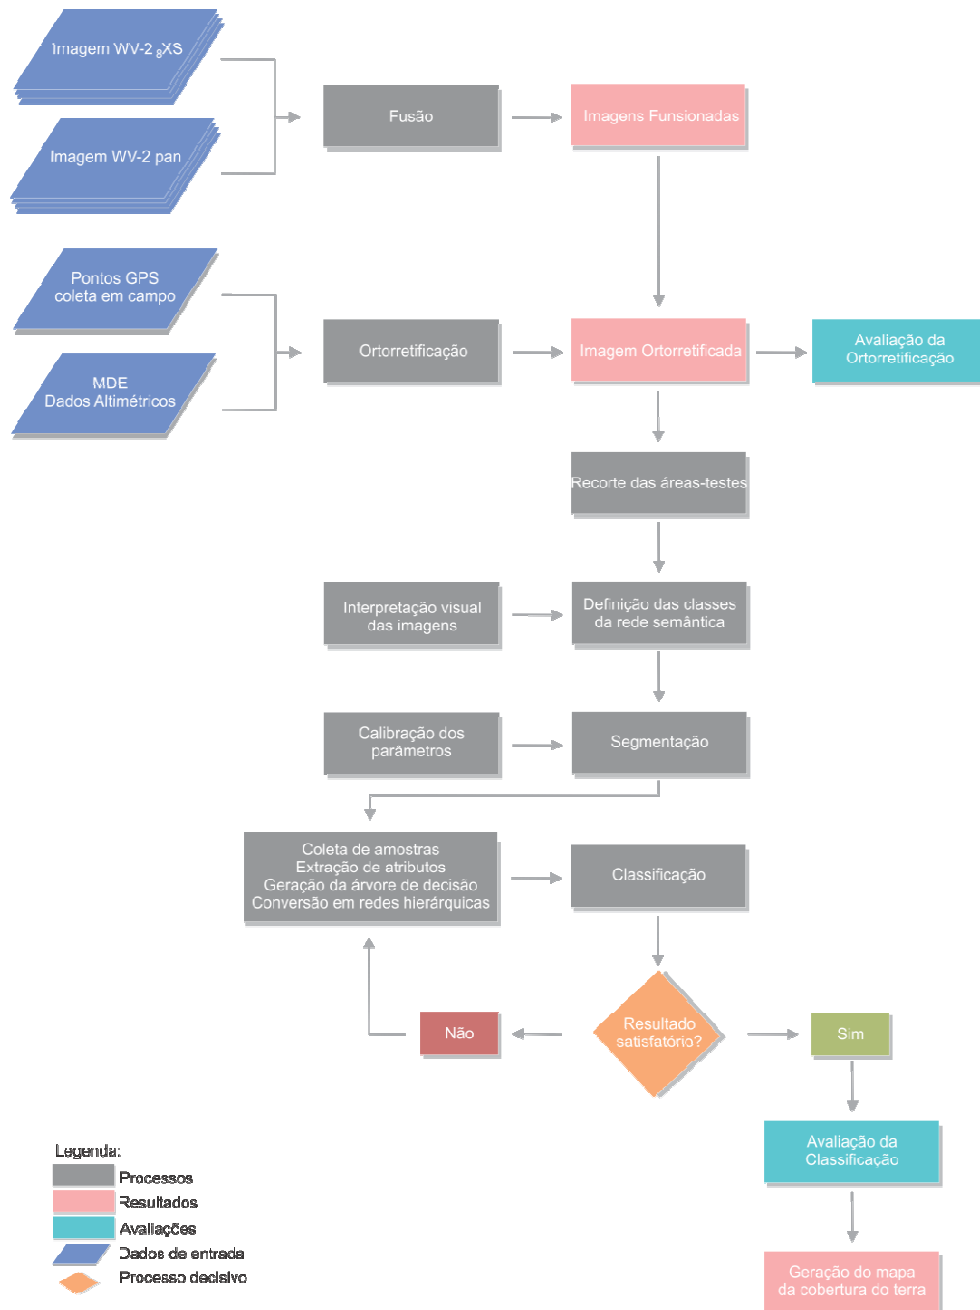 Imagem WV-2 8XS
Imagem WV-2 pan
Fusão
Imagens Funsionadas
Pontos GPS
coleta em campo
MDE
Dados Altimétricos
Ortorretificação
Imagem Ortorretificada
Avaliação da
Ortorretificação
Recorte das áreas-testes
Interpretação visual
das imagens
Definição das classes
da rede semântica
Calibração dos
parâmetros
Segmentação
Coleta de amostras
Extração de atributos
Geração da árvore de decisão
Conversão em redes hierárquicas
Classificação
Resultado
satisfatório?
Não
Sim
Avaliação da
Classificação
Geração do mapa
da cobertura do terra
Legenda:
Processos
Resultados
Avaliações
Dados de entrada
Processo decisivo